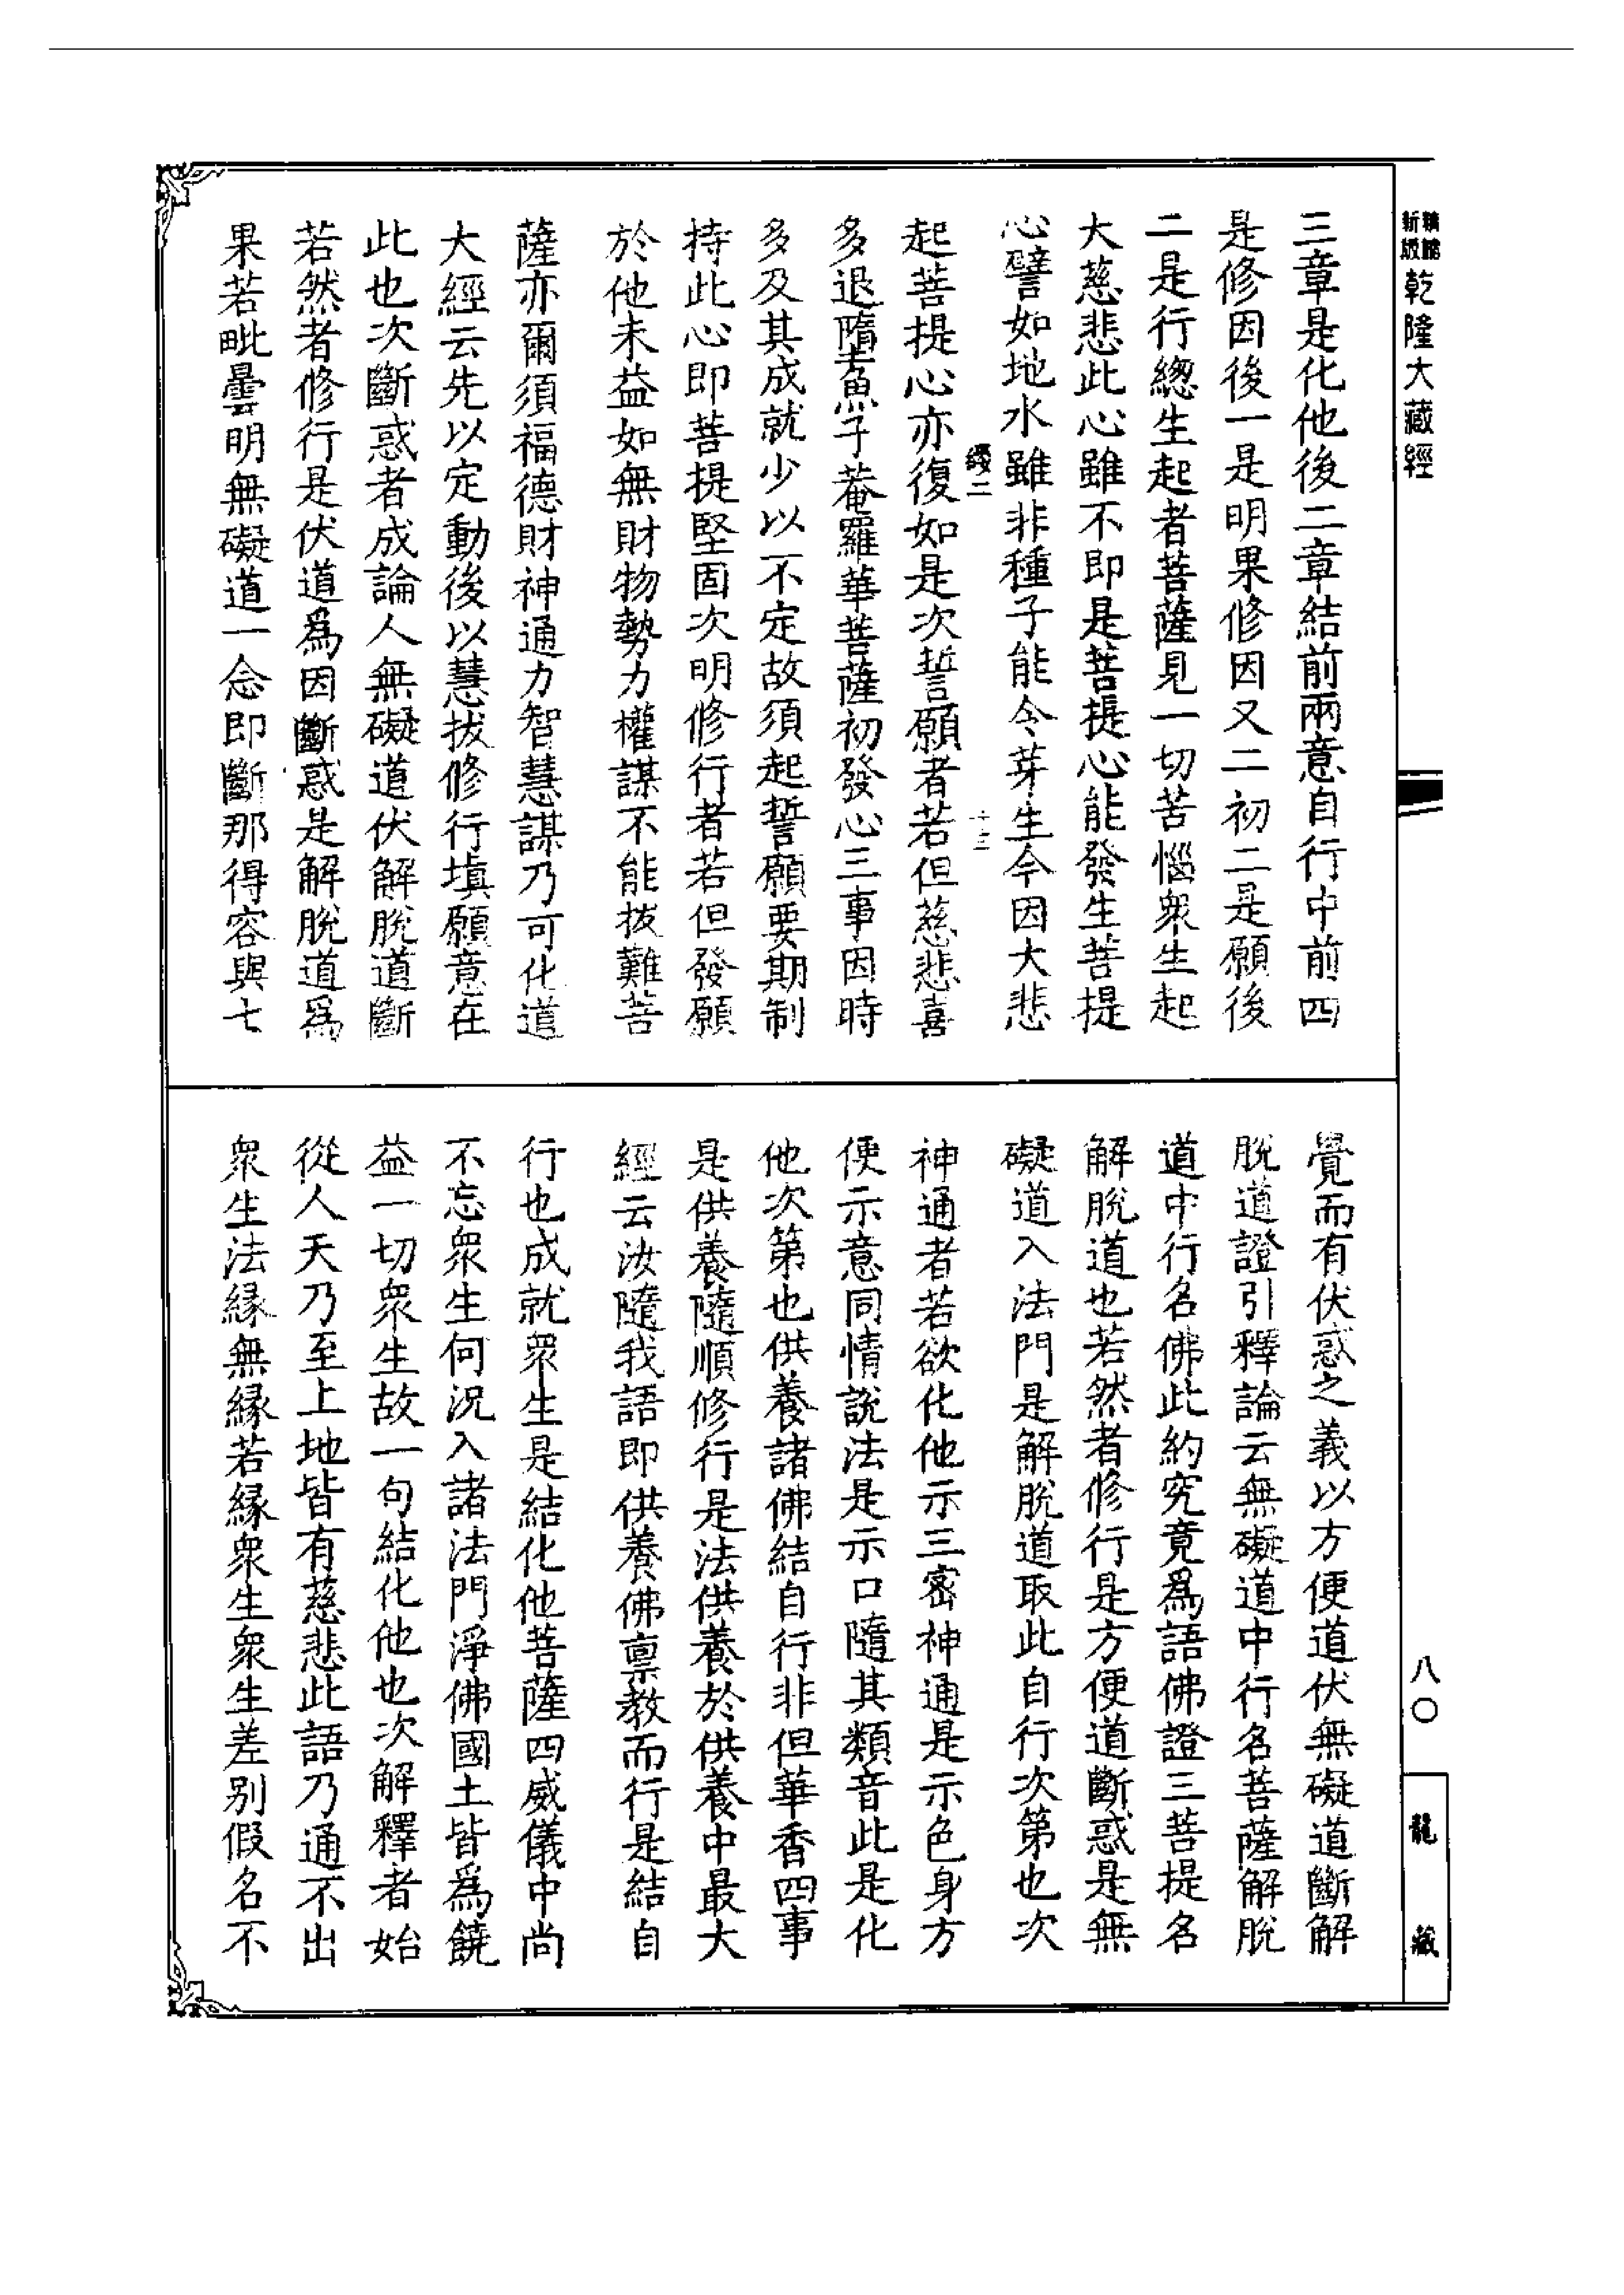 新版
精縮
乾隆大藏經
三章是化他後二章結前兩意自行中前四
是修因後一是明果修因又二初二是願後
二是行總生起者菩薩見一切苦惱衆生起
大慈悲此心雖不即是菩提心能發生菩提
心譬如地水雖非種子能令芽生今因大悲
起菩提心亦復如是次誓願者若但慈悲喜
多退墮魚子菴羅華菩薩初發心三事因時
多及其成就少以不定故須起誓願要期制
持此心即菩提堅固次明修行者若但發願
於他未益如無財物勢力權謀不能拔難菩
薩亦爾須福德財神通力智慧謀乃可化道
大經云先以定動後以慧拔修行塡願意在
此也次斷惑者成論人無礙道伏解脫道斷
若然者修行是伏道爲因斷惑是解脫道爲
果若毗曇明無礙道一念即斷那得容與七
覺而有伏惑之義以方便道伏無礙道斷解
脫道證引釋論云無礙道中行名菩薩解脫
道中行名佛此約究竟爲語佛證三菩提名
解脫道也若然者修行是方便道斷惑是無
礙道入法門是解脫道取此自行次第也次
神通者若欲化他示三密神通是示色身方
便示意同情說法是示口隨其類音此是化
他次第也供養諸佛結自行非但華香四事
是供養隨順修行是法供養於供養中最大
經云汝隨我語即供養佛禀教而行是結自
行也成就衆生是結化他菩薩四威儀中尚
不忘衆生何況入諸法門淨佛國土皆爲饒
益一切衆生故一句結化他也次解釋者始
從人天乃至上地皆有慈悲此語乃通不出
衆生法緣無緣若緣衆生衆生差别假名不
八〇
龍藏